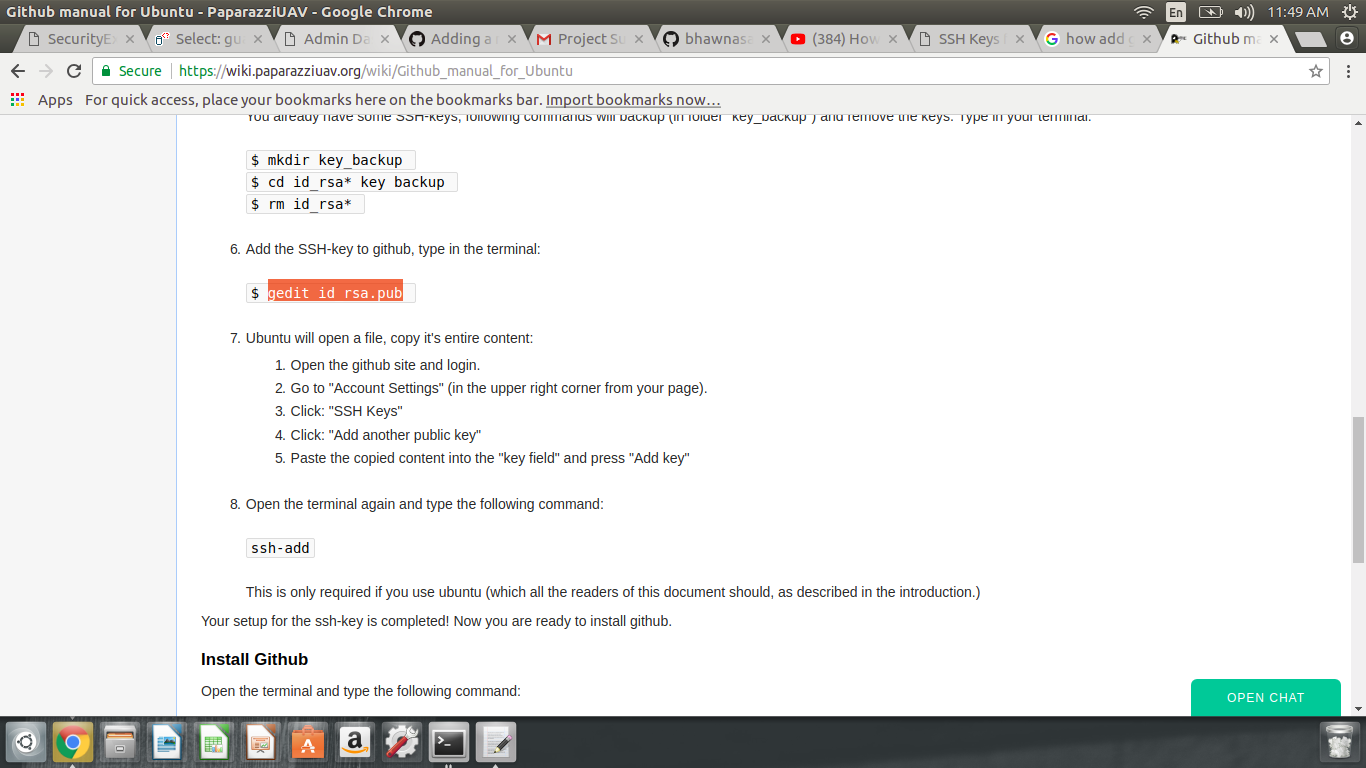 Github manual for Ubuntu - PaparazziUAV - Google Chrome
En
11:49 AM
SecurityEx
Select: gu
Admin Da
Adding a
Project Su
bhawnasa
(384) How
SSH Keys
how add g
Github ma
Secure
https://wiki.paparazziuav.org/wiki/Github_manual_for_Ubuntu
Apps
For quick access, place your bookmarks here on the bookmarks bar. Import bookmarks now…
You already have some SSH-keys, following commands will backup (in folder "key_backup") and remove the keys. Type in your terminal:
$ mkdir key_backup
$ cd id_rsa* key backup
$ rm id_rsa*
6. Add the SSH-key to github, type in the terminal:
$ gedit id_rsa.pub
7. Ubuntu will open a file, copy it's entire content:
1. Open the github site and login.
2. Go to "Account Settings" (in the upper right corner from your page).
3. Click: "SSH Keys"
4. Click: "Add another public key"
5. Paste the copied content into the "key field" and press "Add key"
8. Open the terminal again and type the following command:
ssh-add
This is only required if you use ubuntu (which all the readers of this document should, as described in the introduction.)
Your setup for the ssh-key is completed! Now you are ready to install github.
Install Github
Open the terminal and type the following command:
OPEN CHAT